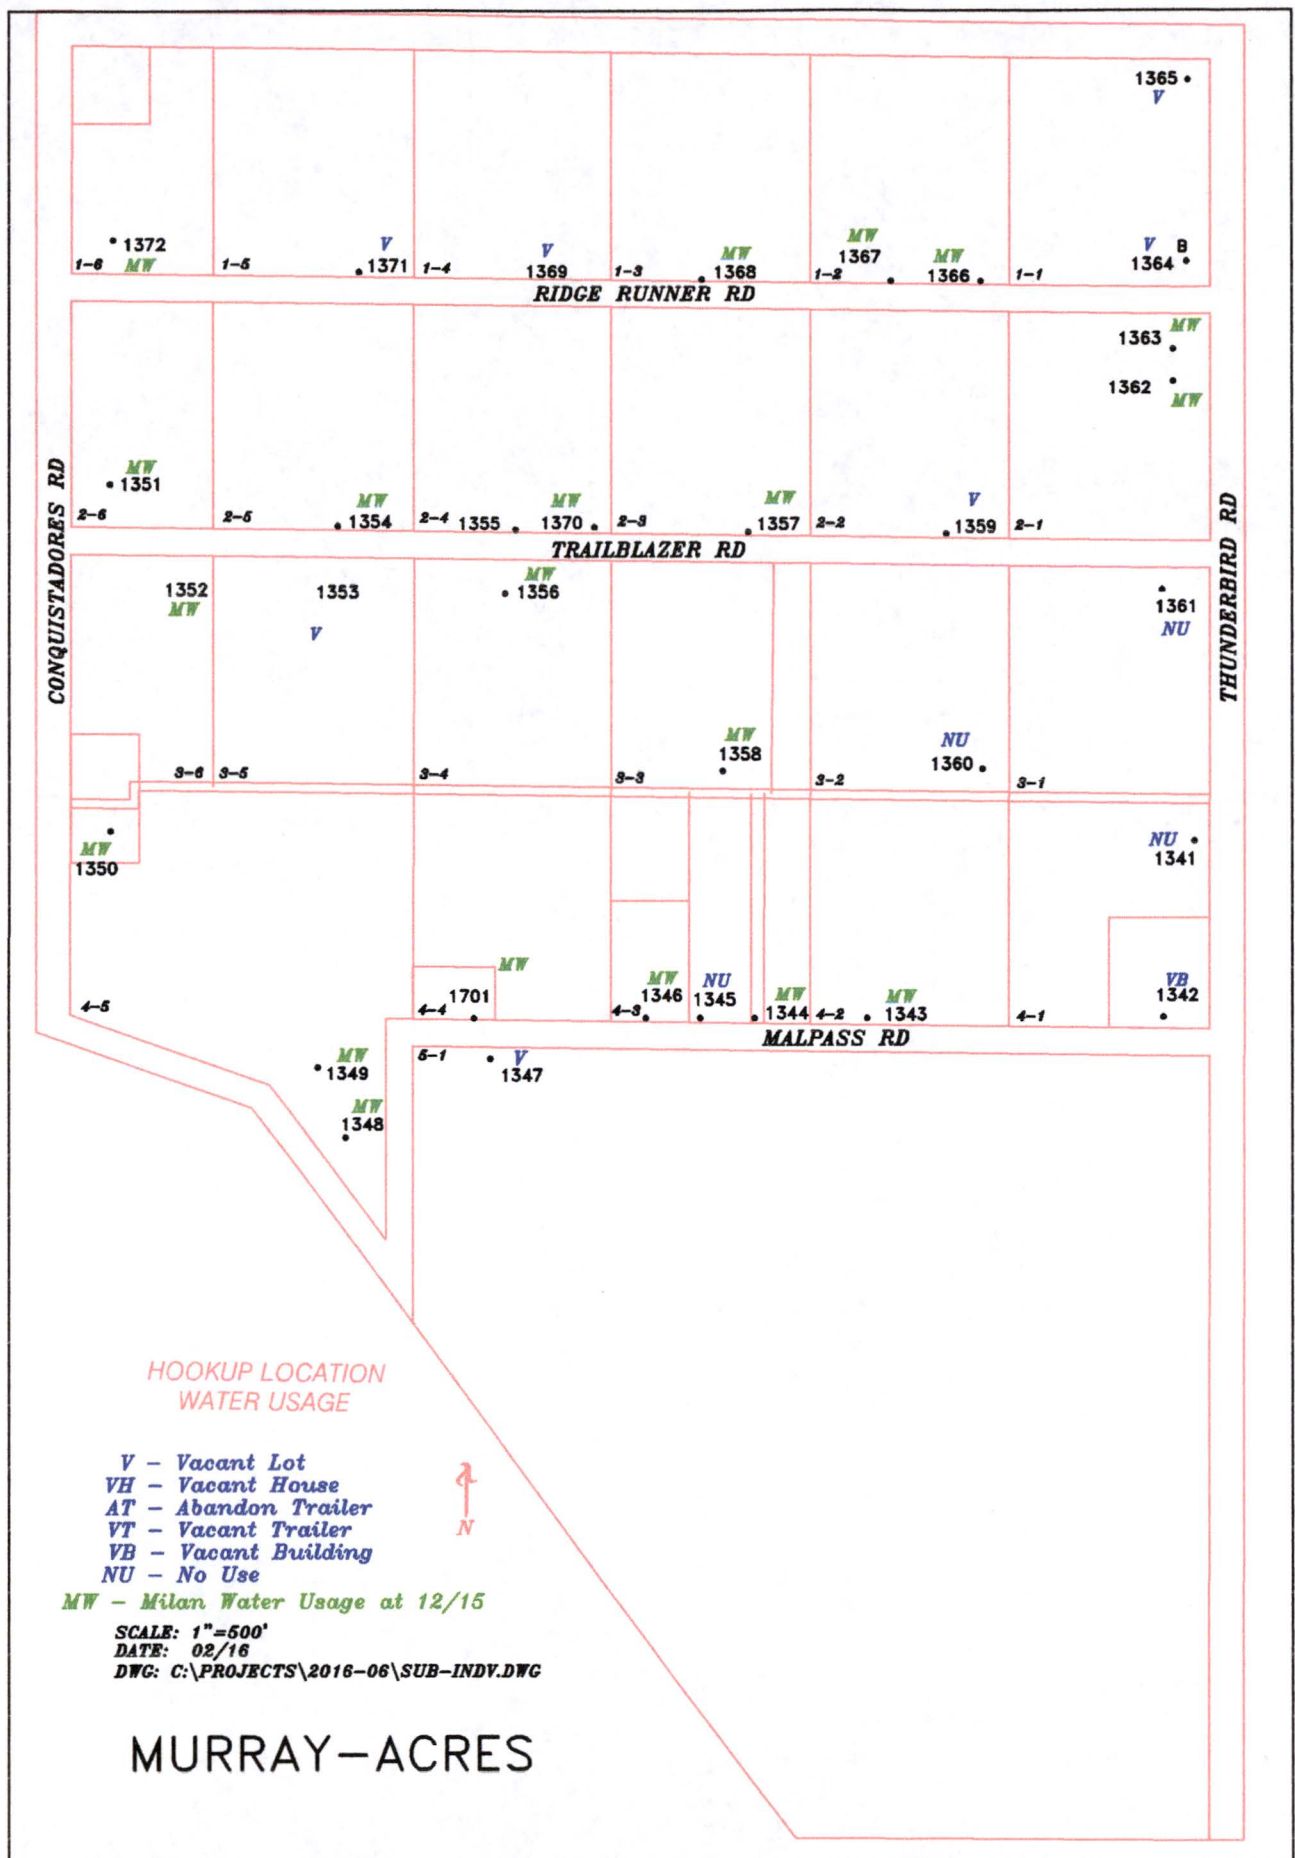 1365
V
1372
MW
1-6
1-5
V
1371
1-4
V
1369
1-3
MW
1368
MW
1367
1-2
MW
1366
1-1
V B
1364
RIDGE RUNNER RD
MW
1363
1362
MW
CONQUISTADORES RD
THUNDERBIRD RD
MW
1351
2-6
2-5
MW
1354
2-4
1355
MW
1370
2-3
MW
1357
2-2
V
1359
2-1
TRAILBLAZER RD
1352
MW
1353
V
MW
1356
1361
NU
MW
1358
NU
1360
3-6
3-5
3-4
3-3
3-2
3-1
MW
1350
NU
1341
4-5
MW
1701
4-4
MW
1346
4-3
NU
1345
MW
1344
4-2
MW
1343
4-1
VB
1342
MALPASS RD
MW
1349
5-1
V
1347
MW
1348
HOOKUP LOCATION
WATER USAGE
V - Vacant Lot
VH - Vacant House
AT - Abandon Trailer
VT - Vacant Trailer
VB - Vacant Building
NU - No Use
MW - Milan Water Usage at 12/15
N
SCALE: 1"=500'
DATE: 02/16
DWG: C:\PROJECTS\2016-06\SUB-INDV.DWG
MURRAY-ACRES